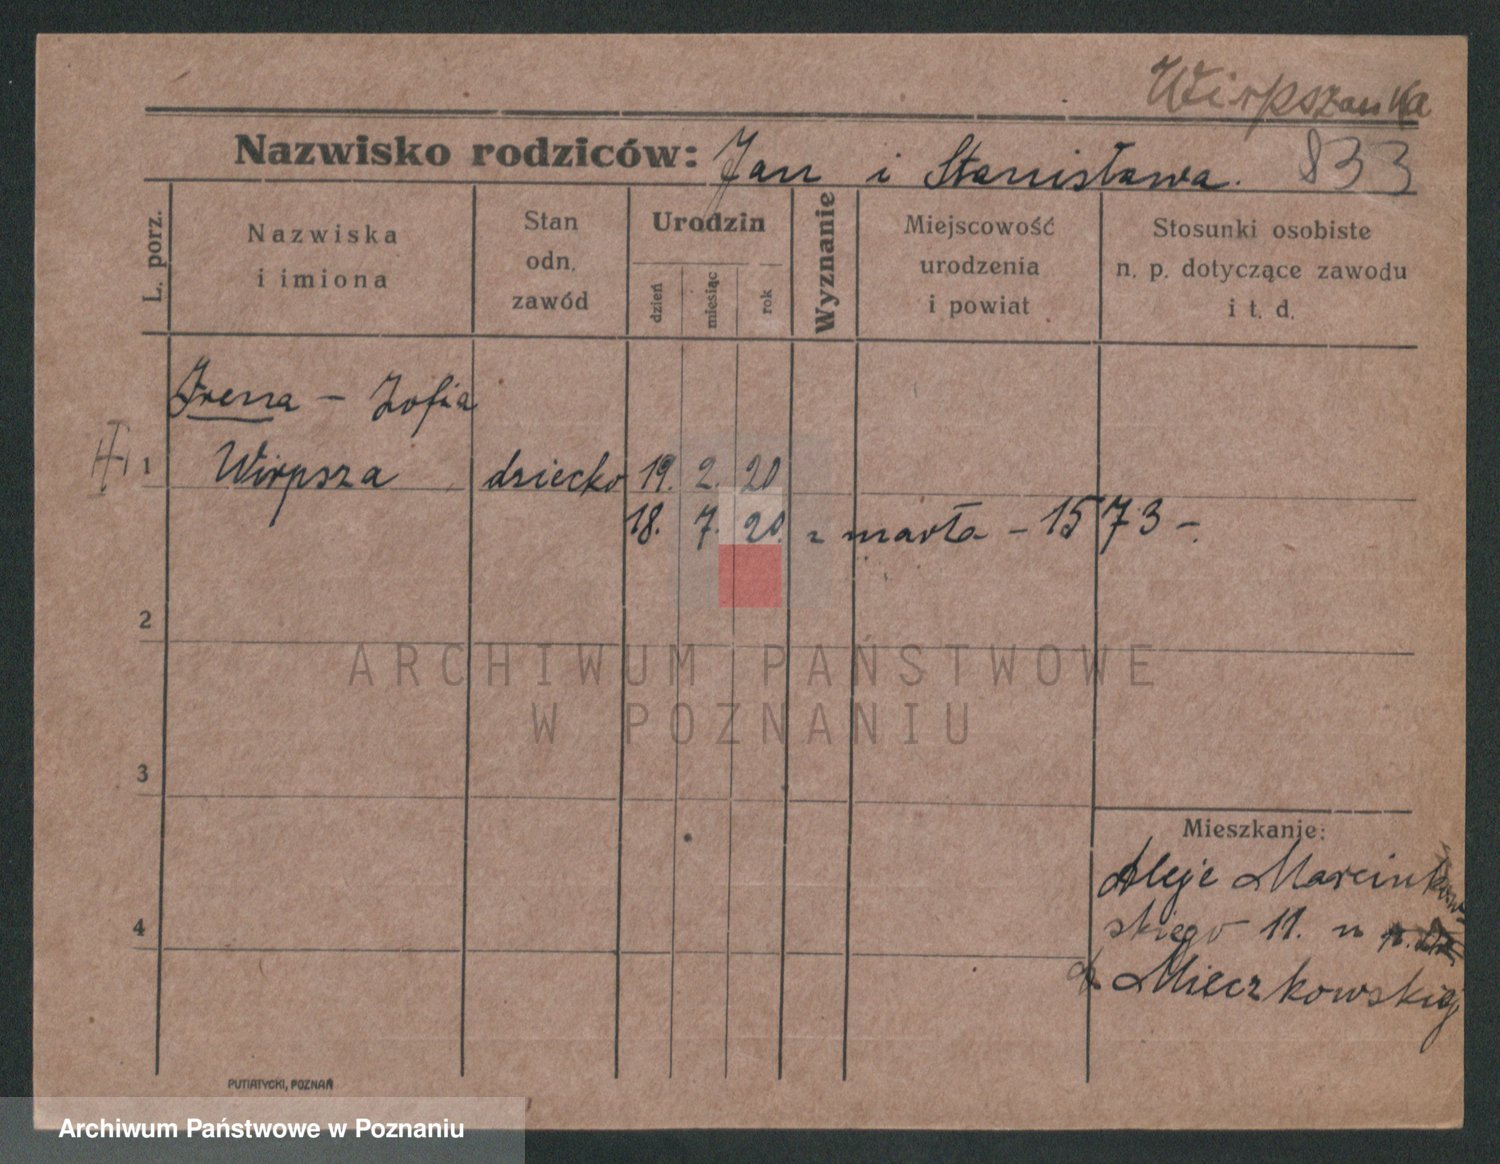 Wirpszanka
Nazwisko rodziców: Jan i Stanisława. 833
L. porz.
Nazwiska
i imiona
Stan
odn.
zawód
Urodzin
dzień
miesiąc
rok
Wyznanie
Miejscowość
urodzenia
i powiat
Stosunki osobiste
n. p. dotyczące zawodu
i t. d.
Irena - Zofia
1 Wirpsza dziecko 19. 2. 20
18. 7. 20. zmarła - 1573 -
2
ARCHIWUM PAŃSTWOWE
W POZNANIU
3
Mieszkanie:
Aleje Marcinkow
skiego 11. u
4
Mieczkowskiej
PUTIATYCKI, POZNAŃ
Archiwum Państwowe w Poznaniu